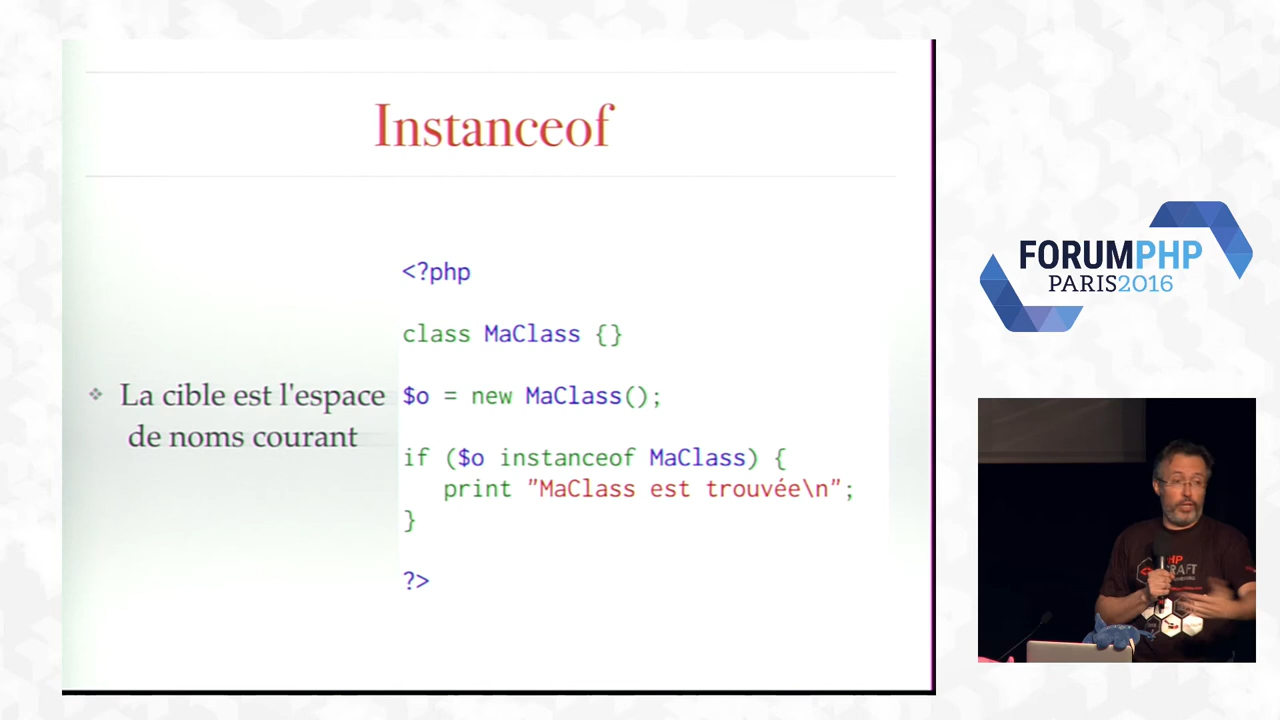 Instanceof
La cible est l'espace
de noms courant
<?php
class MaClass {}
$o = new MaClass();
if ($o instanceof MaClass) {
print "MaClass est trouvée\n";
}
?>
FORUMPHP
PARIS2016